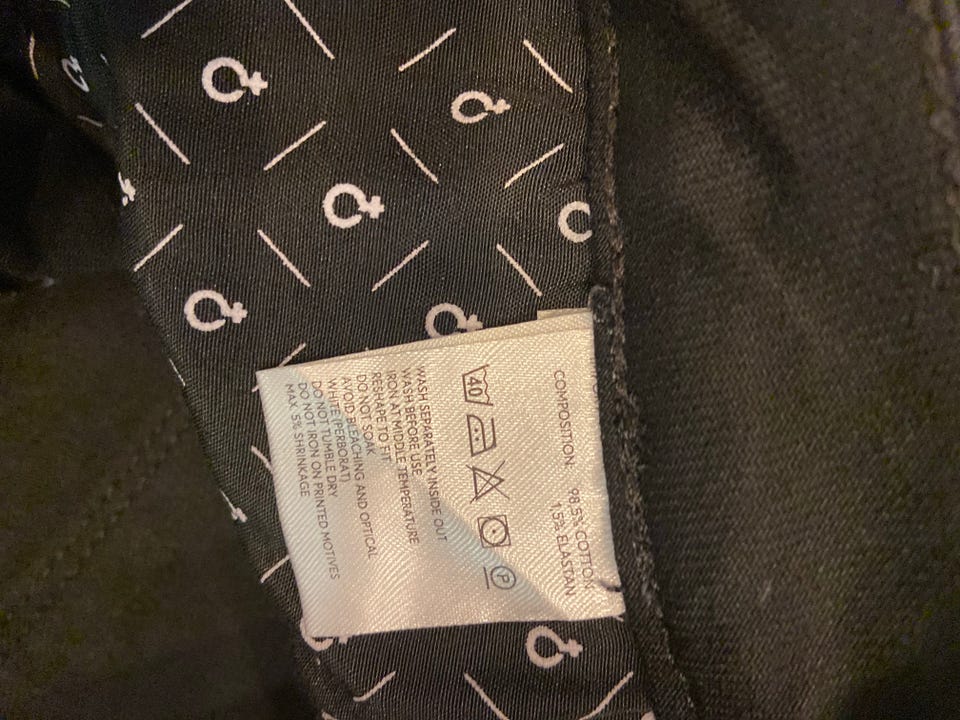 COMPOSITION 98.5% COTTON
1.5% ELASTAN
40
P
WASH SEPARATELY INSIDE OUT
WASH BEFORE USE
IRON AT MIDDLE TEMPERATURE
RESHAPE TO FIT
DO NOT SOAK
AVOID BLEACHING AND OPTICAL
WHITE (PERBORAT)
DO NOT TUMBLE DRY
DO NOT IRON ON PRINTED MOTIVES
MAX 5% SHRINKAGE